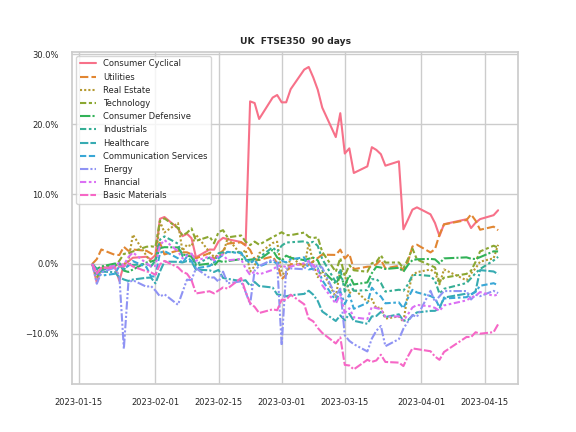 UK  FTSE350  90 days
30.0%
20.0%
10.0%
0.0%
−10.0%
Consumer Cyclical
Utilities
Real Estate
Technology
Consumer Defensive
Industrials
Healthcare
Communication Services
Energy
Financial
Basic Materials
2023-01-15
2023-02-01
2023-02-15
2023-03-01
2023-03-15
2023-04-01
2023-04-15